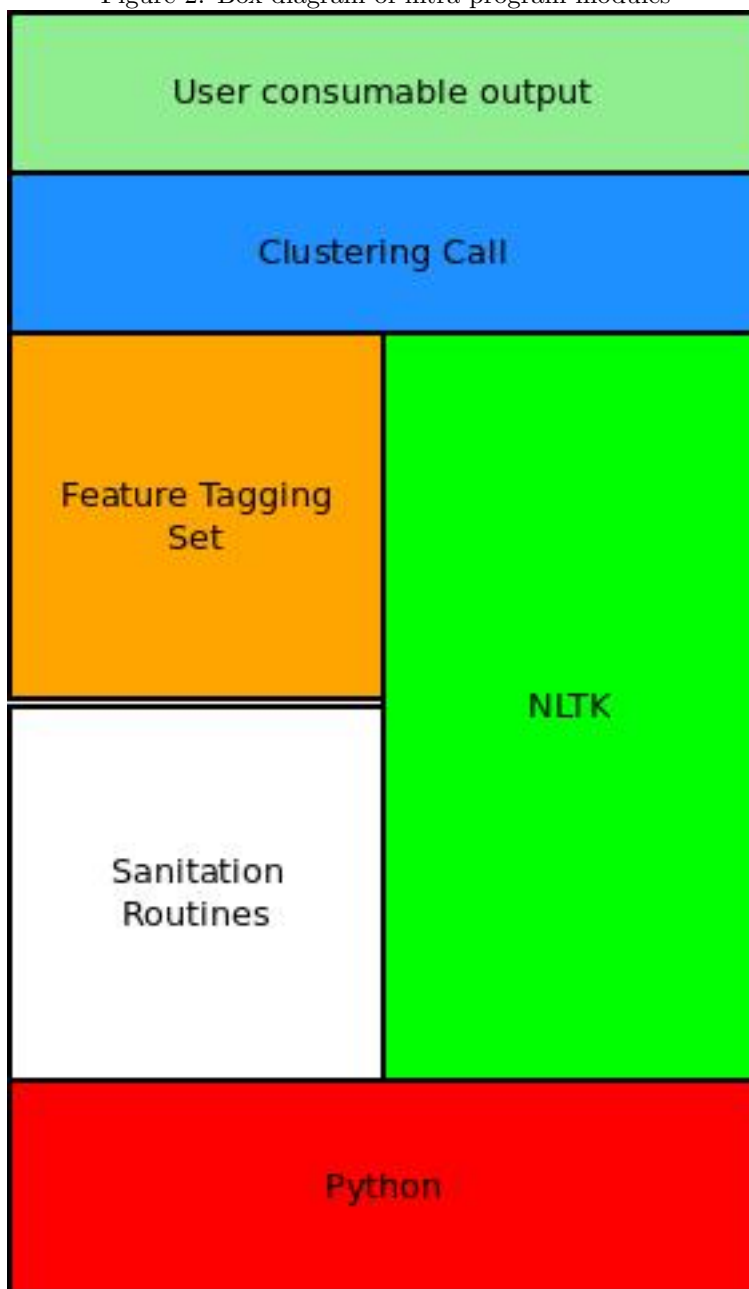 Figure 2: Box diagram of intra-program modules
User consumable output
Clustering Call
Feature Tagging
Set
NLTK
Sanitation
Routines
Python